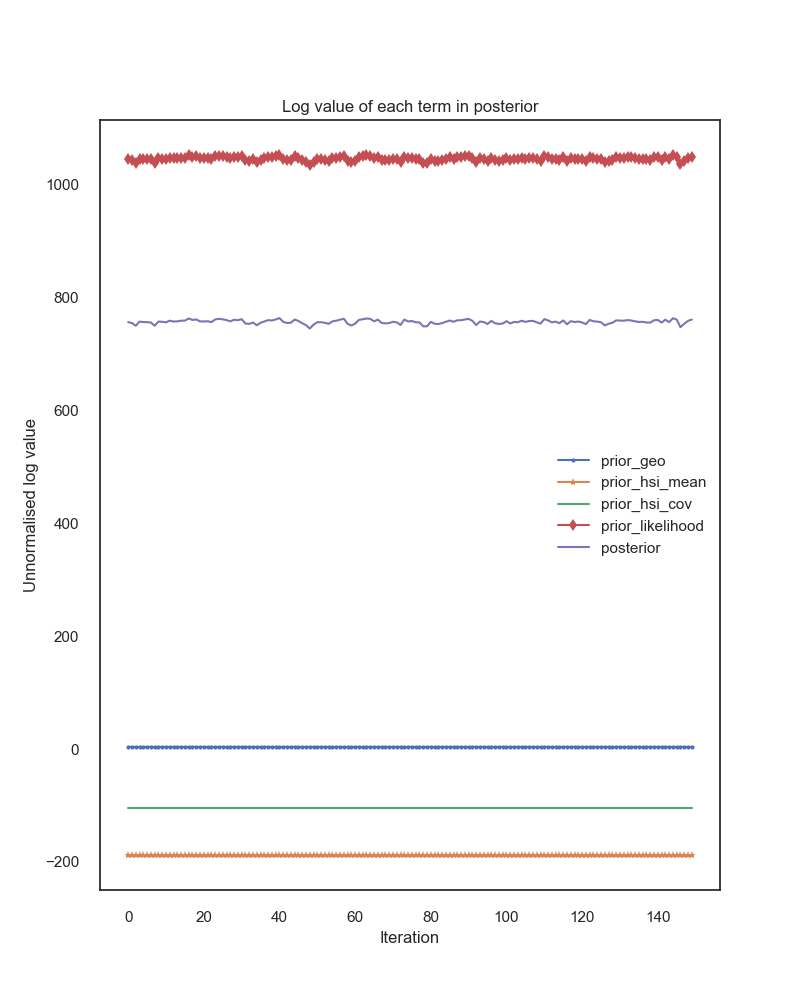 Log value of each term in posterior
Unnormalised log value
1000
800
600
400
200
0
−200
prior_geo
prior_hsi_mean
prior_hsi_cov
prior_likelihood
posterior
0 20 40 60 80 100 120 140
Iteration